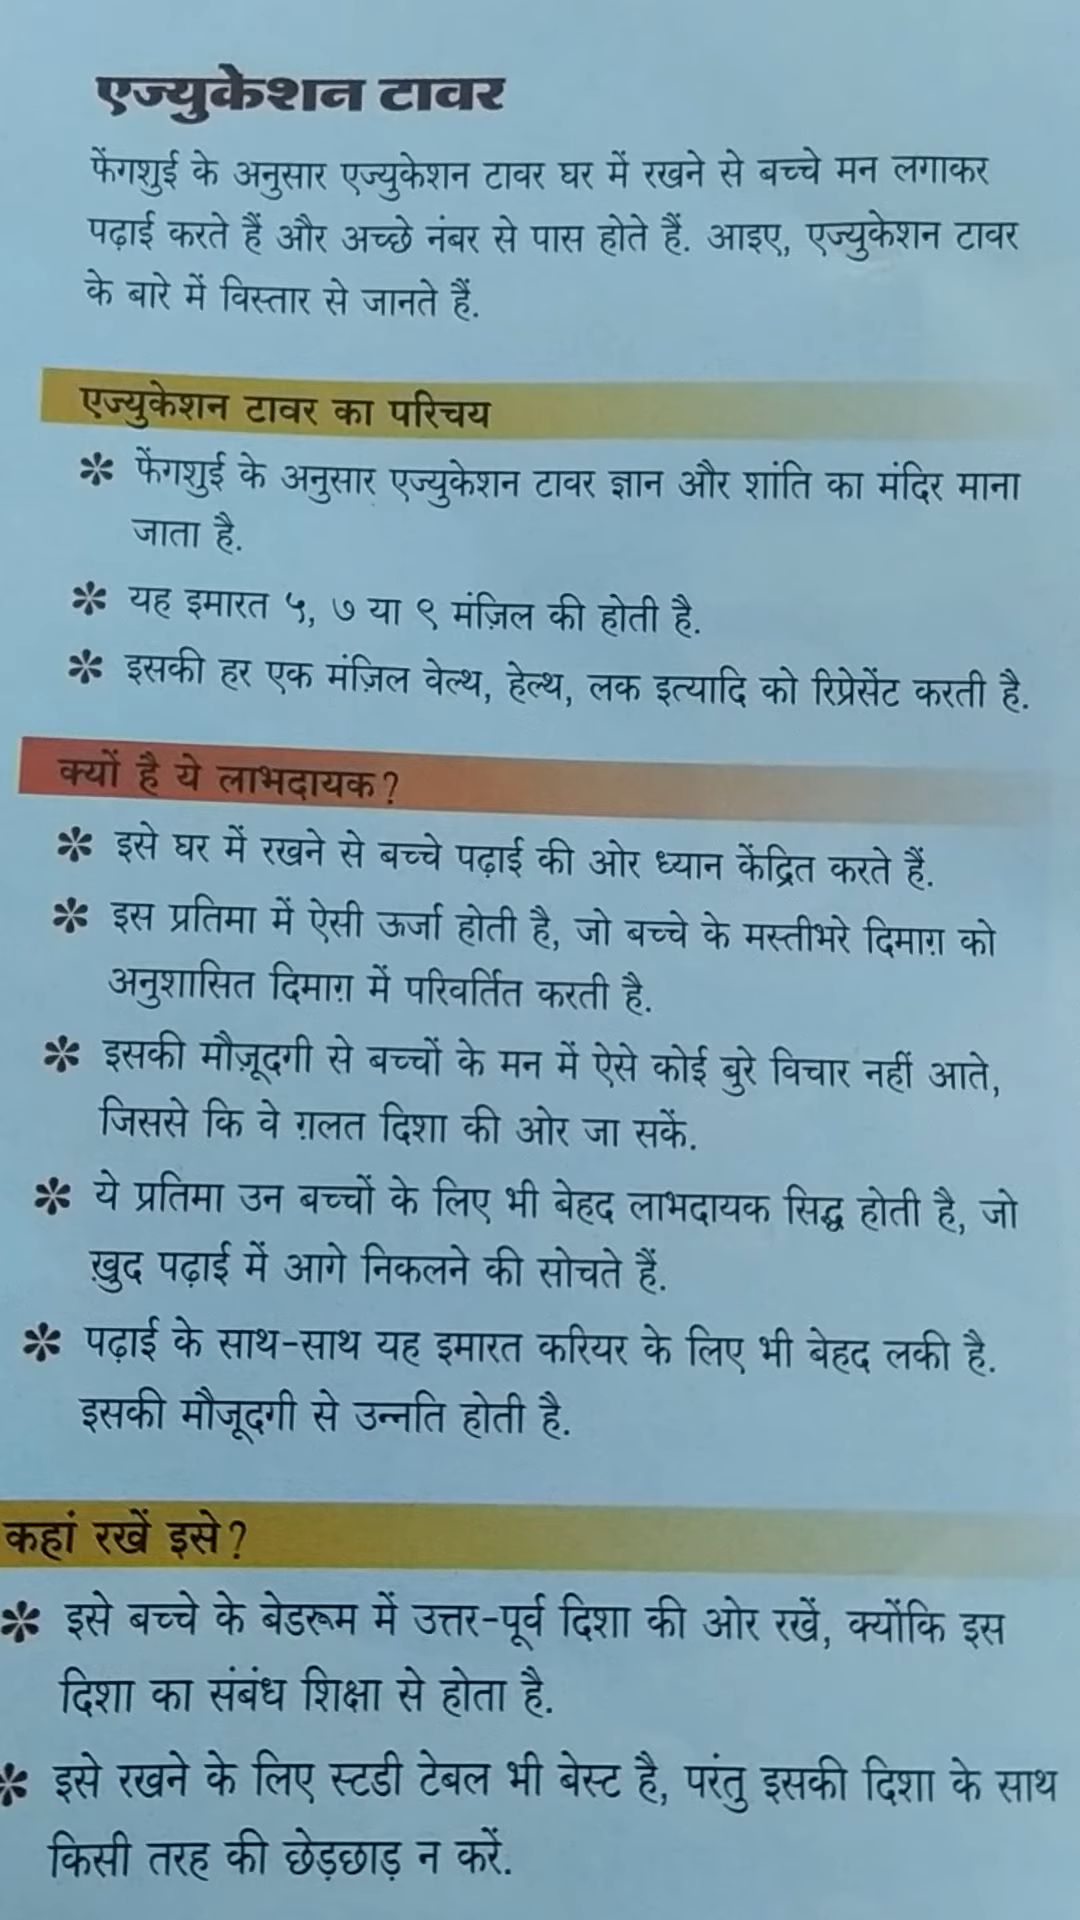 एज्युकेशन टावर
फेंगशुई के अनुसार एज्युकेशन टावर घर में रखने से बच्चे मन लगाकर
पढ़ाई करते हैं और अच्छे नंबर से पास होते हैं. आइए, एज्युकेशन टावर
के बारे में विस्तार से जानते हैं.
एज्युकेशन टावर का परिचय
✽ फेंगशुई के अनुसार एज्युकेशन टावर ज्ञान और शांति का मंदिर माना
जाता है.
✽ यह इमारत ५, ७ या ९ मंज़िल की होती है.
✽ इसकी हर एक मंज़िल वेल्थ, हेल्थ, लक इत्यादि को रिप्रेसेंट करती है.
क्यों है ये लाभदायक?
✽ इसे घर में रखने से बच्चे पढ़ाई की ओर ध्यान केंद्रित करते हैं.
✽ इस प्रतिमा में ऐसी ऊर्जा होती है, जो बच्चे के मस्तीभरे दिमाग़ को
अनुशासित दिमाग़ में परिवर्तित करती है.
✽ इसकी मौज़ूदगी से बच्चों के मन में ऐसे कोई बुरे विचार नहीं आते,
जिससे कि वे ग़लत दिशा की ओर जा सकें.
✽ ये प्रतिमा उन बच्चों के लिए भी बेहद लाभदायक सिद्ध होती है, जो
ख़ुद पढ़ाई में आगे निकलने की सोचते हैं.
✽ पढ़ाई के साथ-साथ यह इमारत करियर के लिए भी बेहद लकी है.
इसकी मौजूदगी से उन्नति होती है.
कहां रखें इसे?
✽ इसे बच्चे के बेडरूम में उत्तर-पूर्व दिशा की ओर रखें, क्योंकि इस
दिशा का संबंध शिक्षा से होता है.
✽ इसे रखने के लिए स्टडी टेबल भी बेस्ट है, परंतु इसकी दिशा के साथ
किसी तरह की छेड़छाड़ न करें.